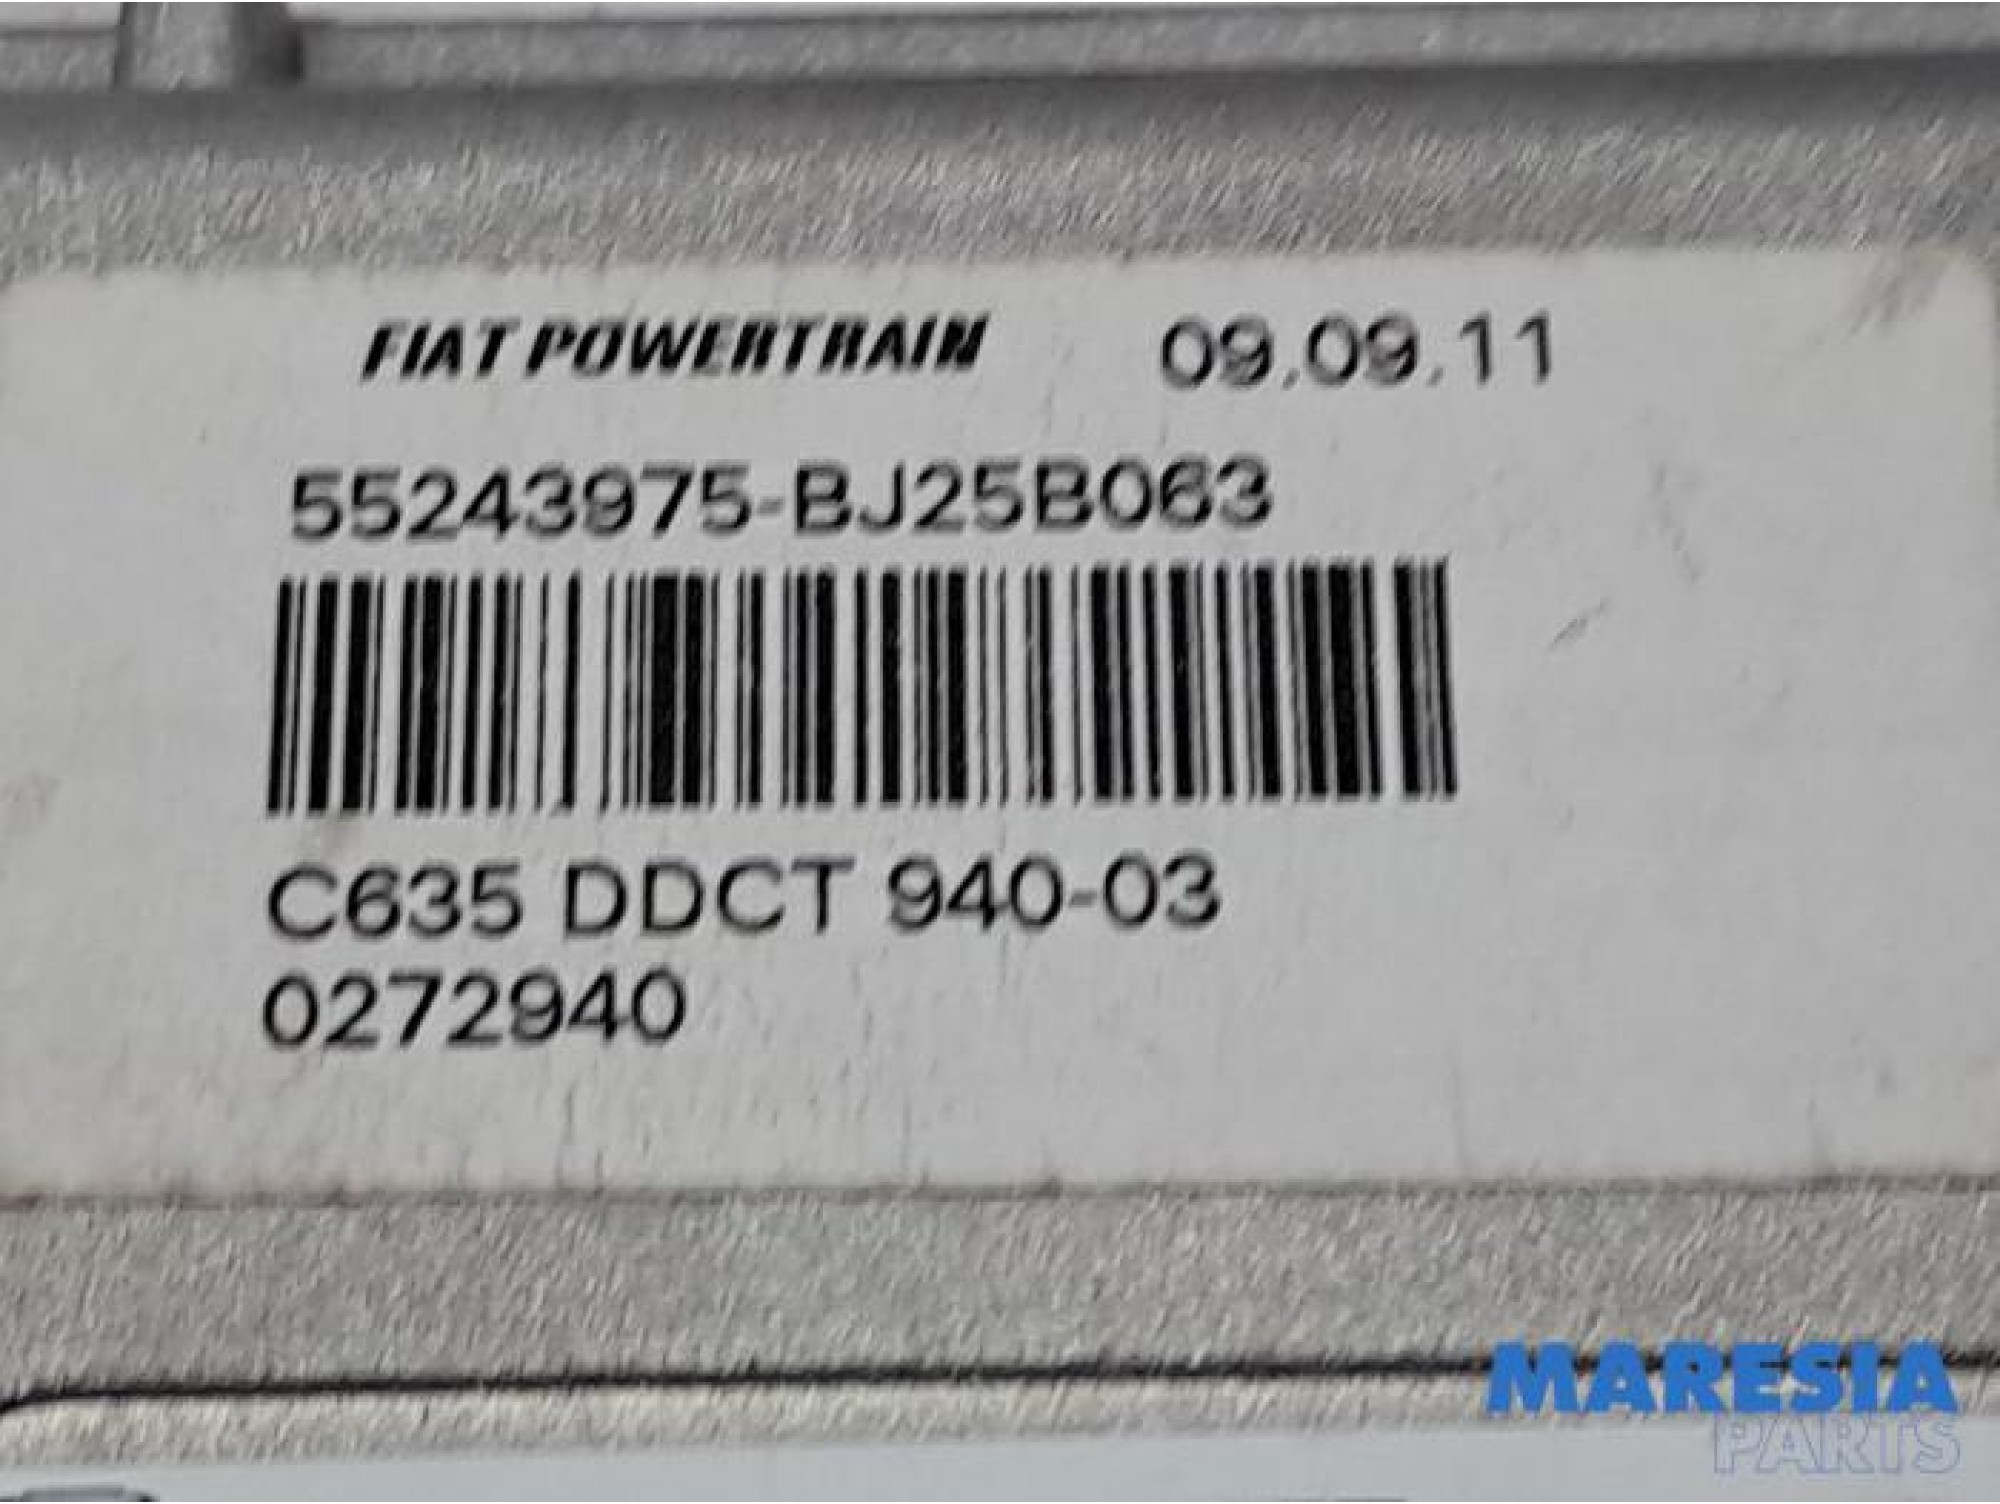 FIAT POWERTRAIN 09.09.11
55243975-BJ25B063
C635 DDCT 940-03
0272940
MARESIA
PARTS